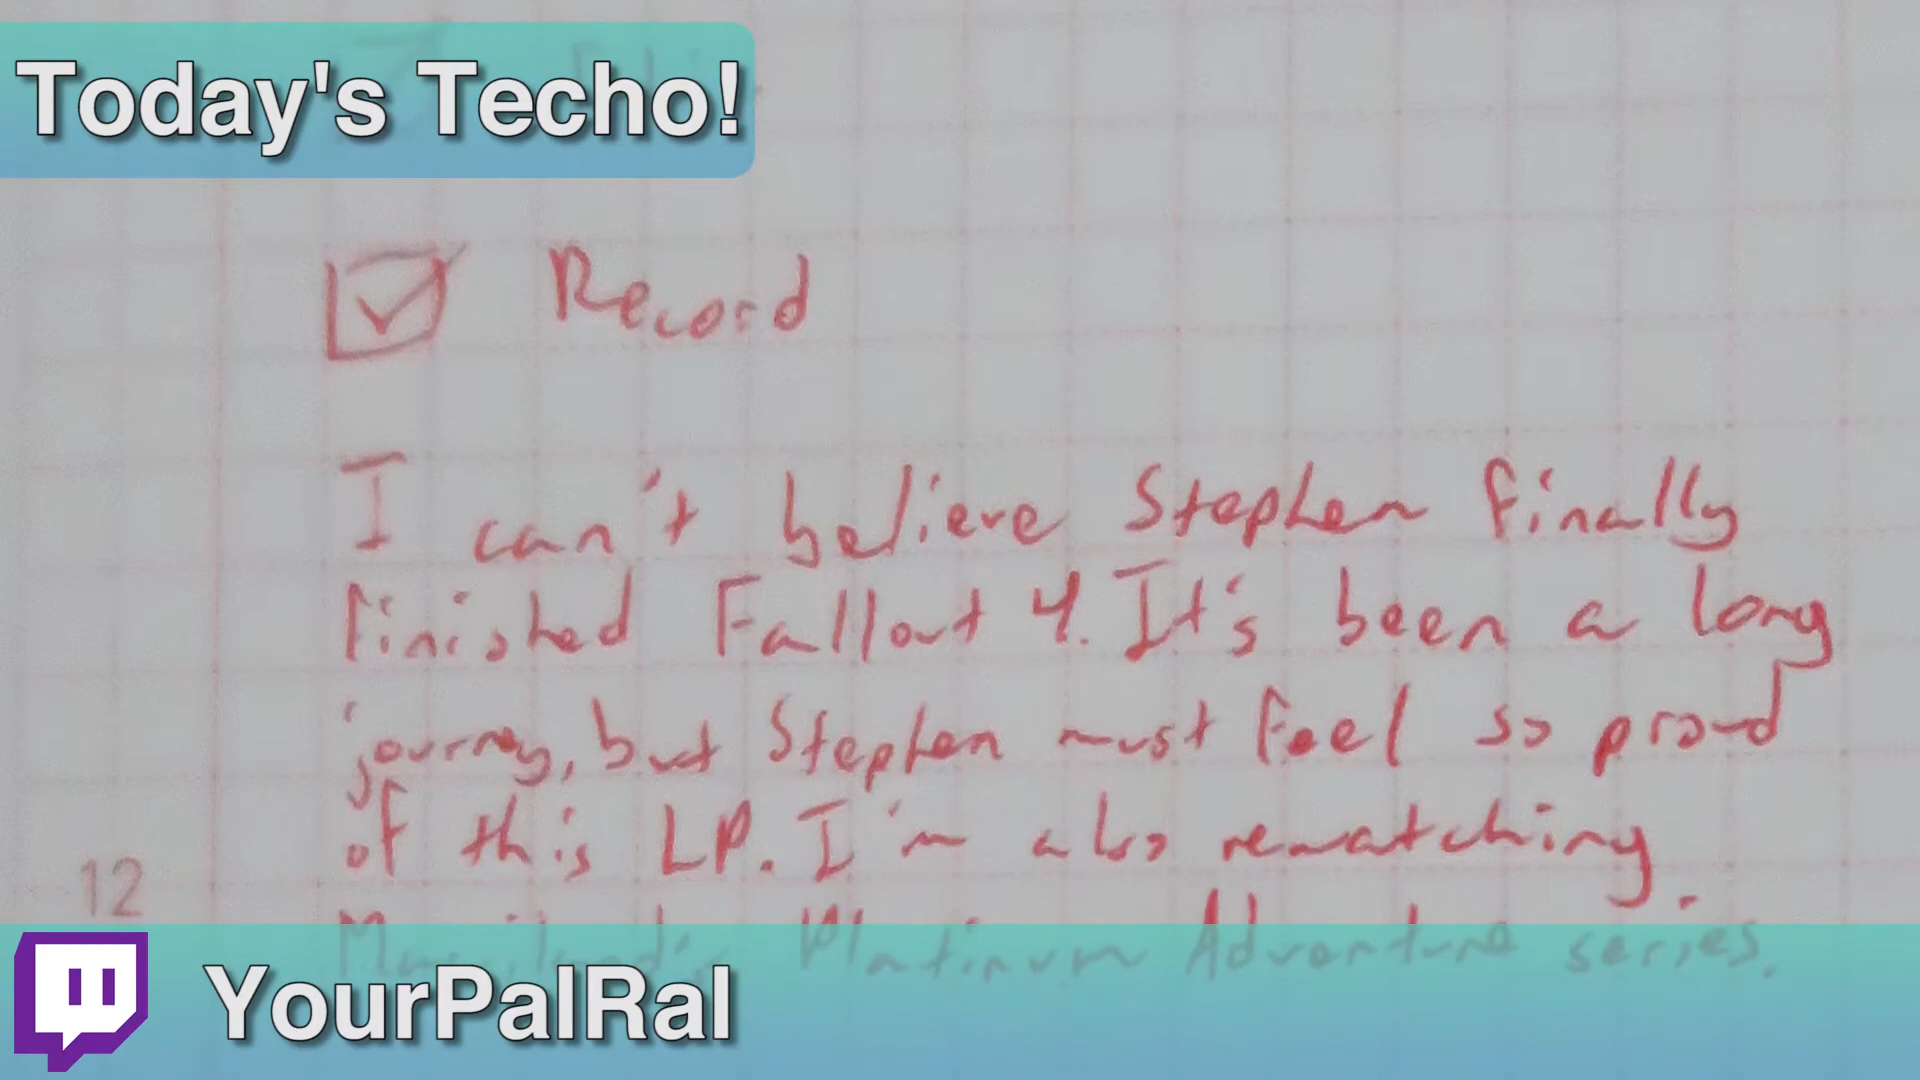 Today's Techo!
Record
I can't believe Stephen finally
finished Fallout 4. It's been a long
journey, but Stephen must feel so proud
of this LP. I'm also rewatching
12
Platinum Adventure series.
YourPalRal